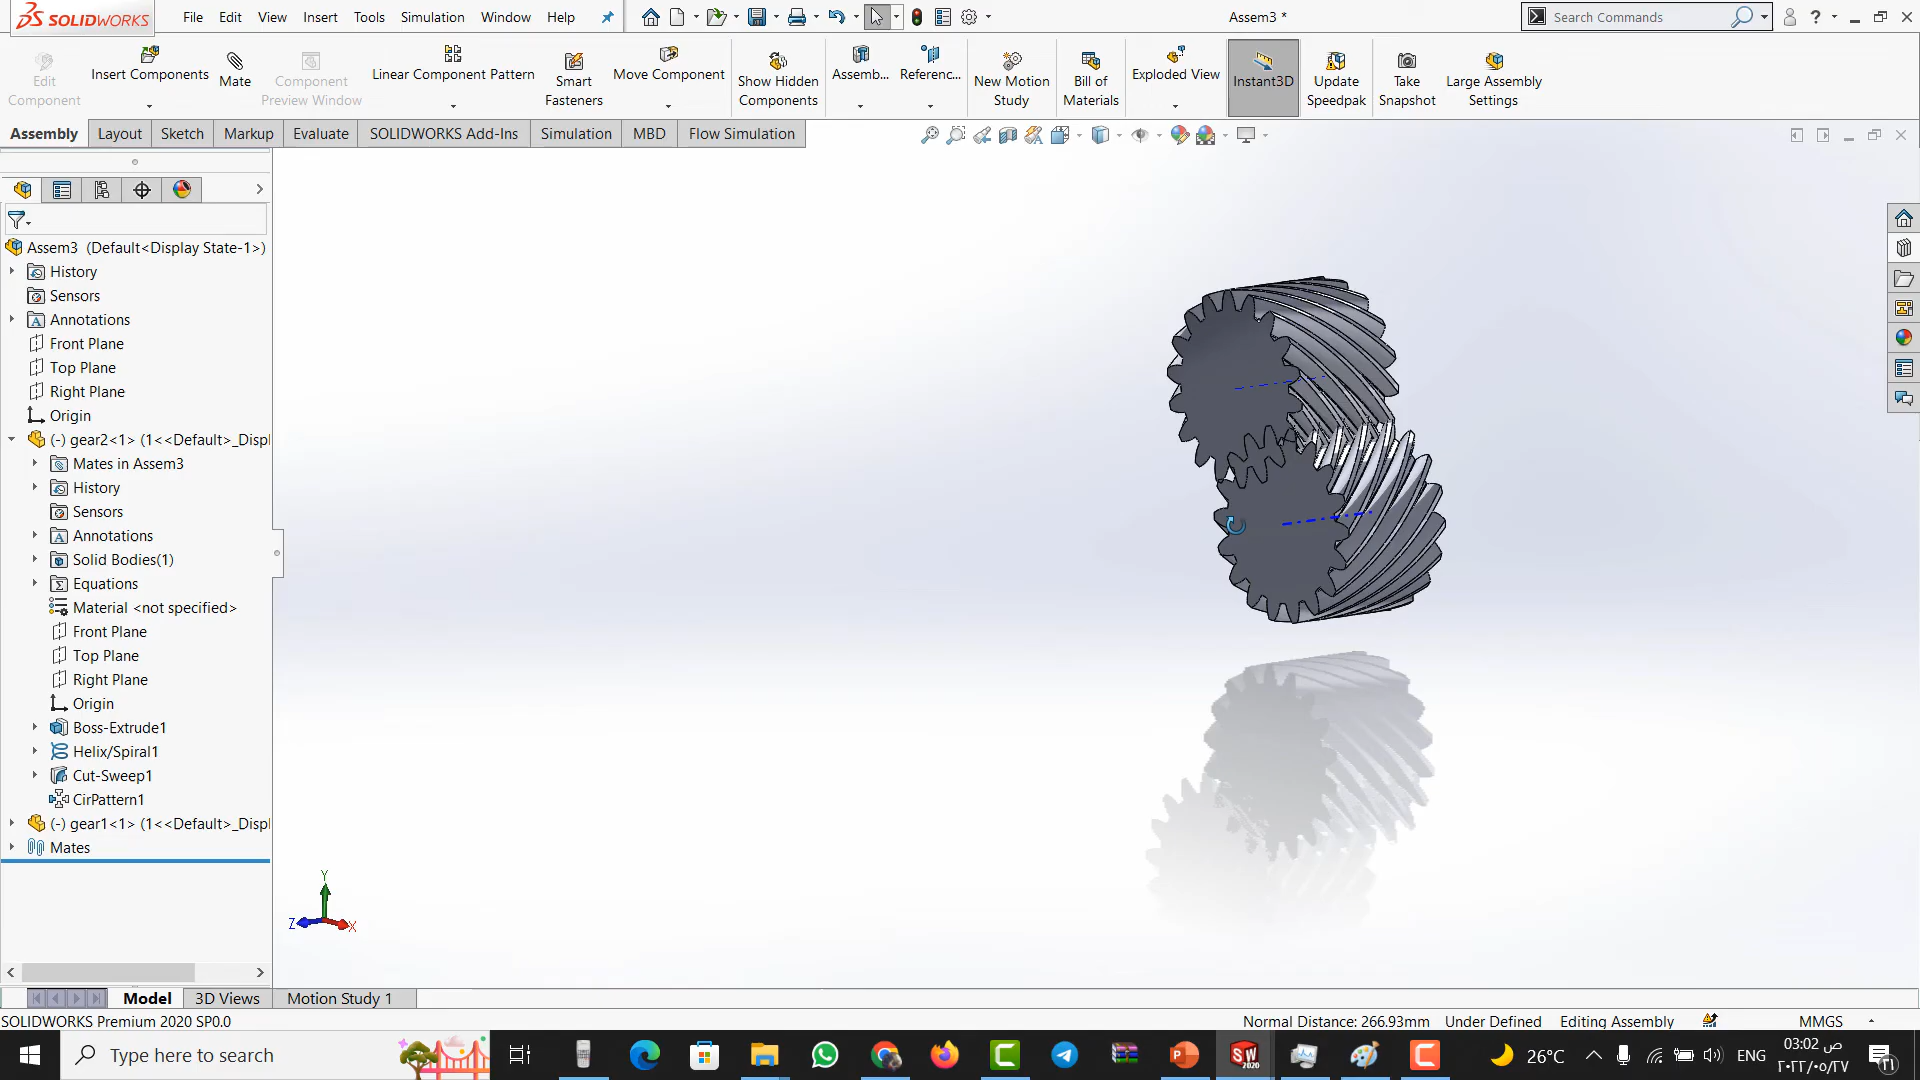 SOLIDWORKS
File Edit View Insert Tools Simulation Window Help
Assem3 *
Search Commands
Edit Component
Insert Components
Mate
Component Preview Window
Linear Component Pattern
Smart Fasteners
Move Component
Show Hidden Components
Assemb...
Referenc...
New Motion Study
Bill of Materials
Exploded View
Instant3D
Update Speedpak
Take Snapshot
Large Assembly Settings
Assembly Layout Sketch Markup Evaluate SOLIDWORKS Add-Ins Simulation MBD Flow Simulation
Assem3 (Default<Display State-1>)
History
Sensors
Annotations
Front Plane
Top Plane
Right Plane
Origin
(-) gear2<1> (1<<Default>_Displ
Mates in Assem3
History
Sensors
Annotations
Solid Bodies(1)
Equations
Material <not specified>
Front Plane
Top Plane
Right Plane
Origin
Boss-Extrude1
Helix/Spiral1
Cut-Sweep1
CirPattern1
(-) gear1<1> (1<<Default>_Displ
Mates
Y
Z
X
Model 3D Views Motion Study 1
SOLIDWORKS Premium 2020 SP0.0
Normal Distance: 266.93mm Under Defined Editing Assembly MMGS
Type here to search
SW 2020
26°C
ENG
03:02 ص
٢٠٢٢/٠٥/٢٧
٢١